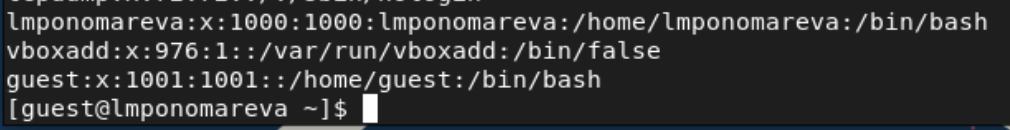 lmponomareva:x:1000:1000:lmponomareva:/home/lmponomareva:/bin/bash
vboxadd:x:976:1::/var/run/vboxadd:/bin/false
guest:x:1001:1001::/home/guest:/bin/bash
[guest@lmponomareva ~]$